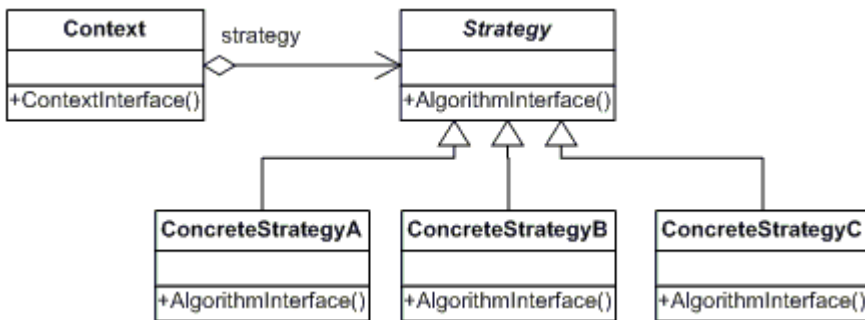 Context
strategy
Strategy
+ContextInterface()
+AlgorithmInterface()
ConcreteStrategyA
ConcreteStrategyB
ConcreteStrategyC
+AlgorithmInterface()
+AlgorithmInterface()
+AlgorithmInterface()